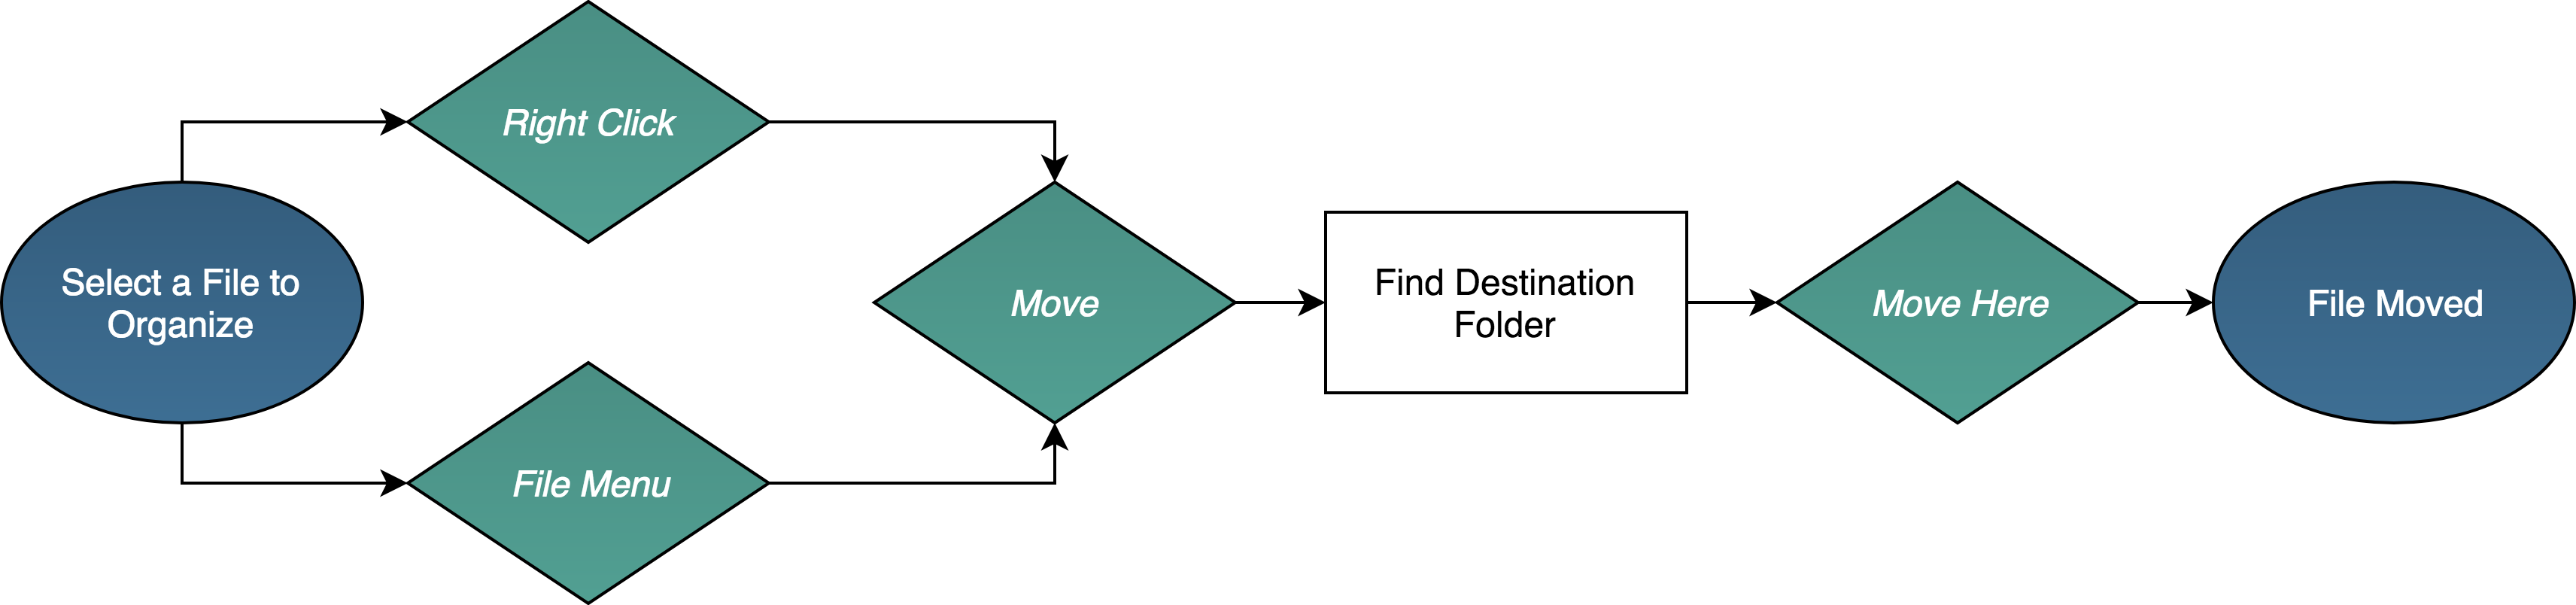 Right Click
Select a File to
Organize
Move
Find Destination
Folder
Move Here
File Moved
File Menu